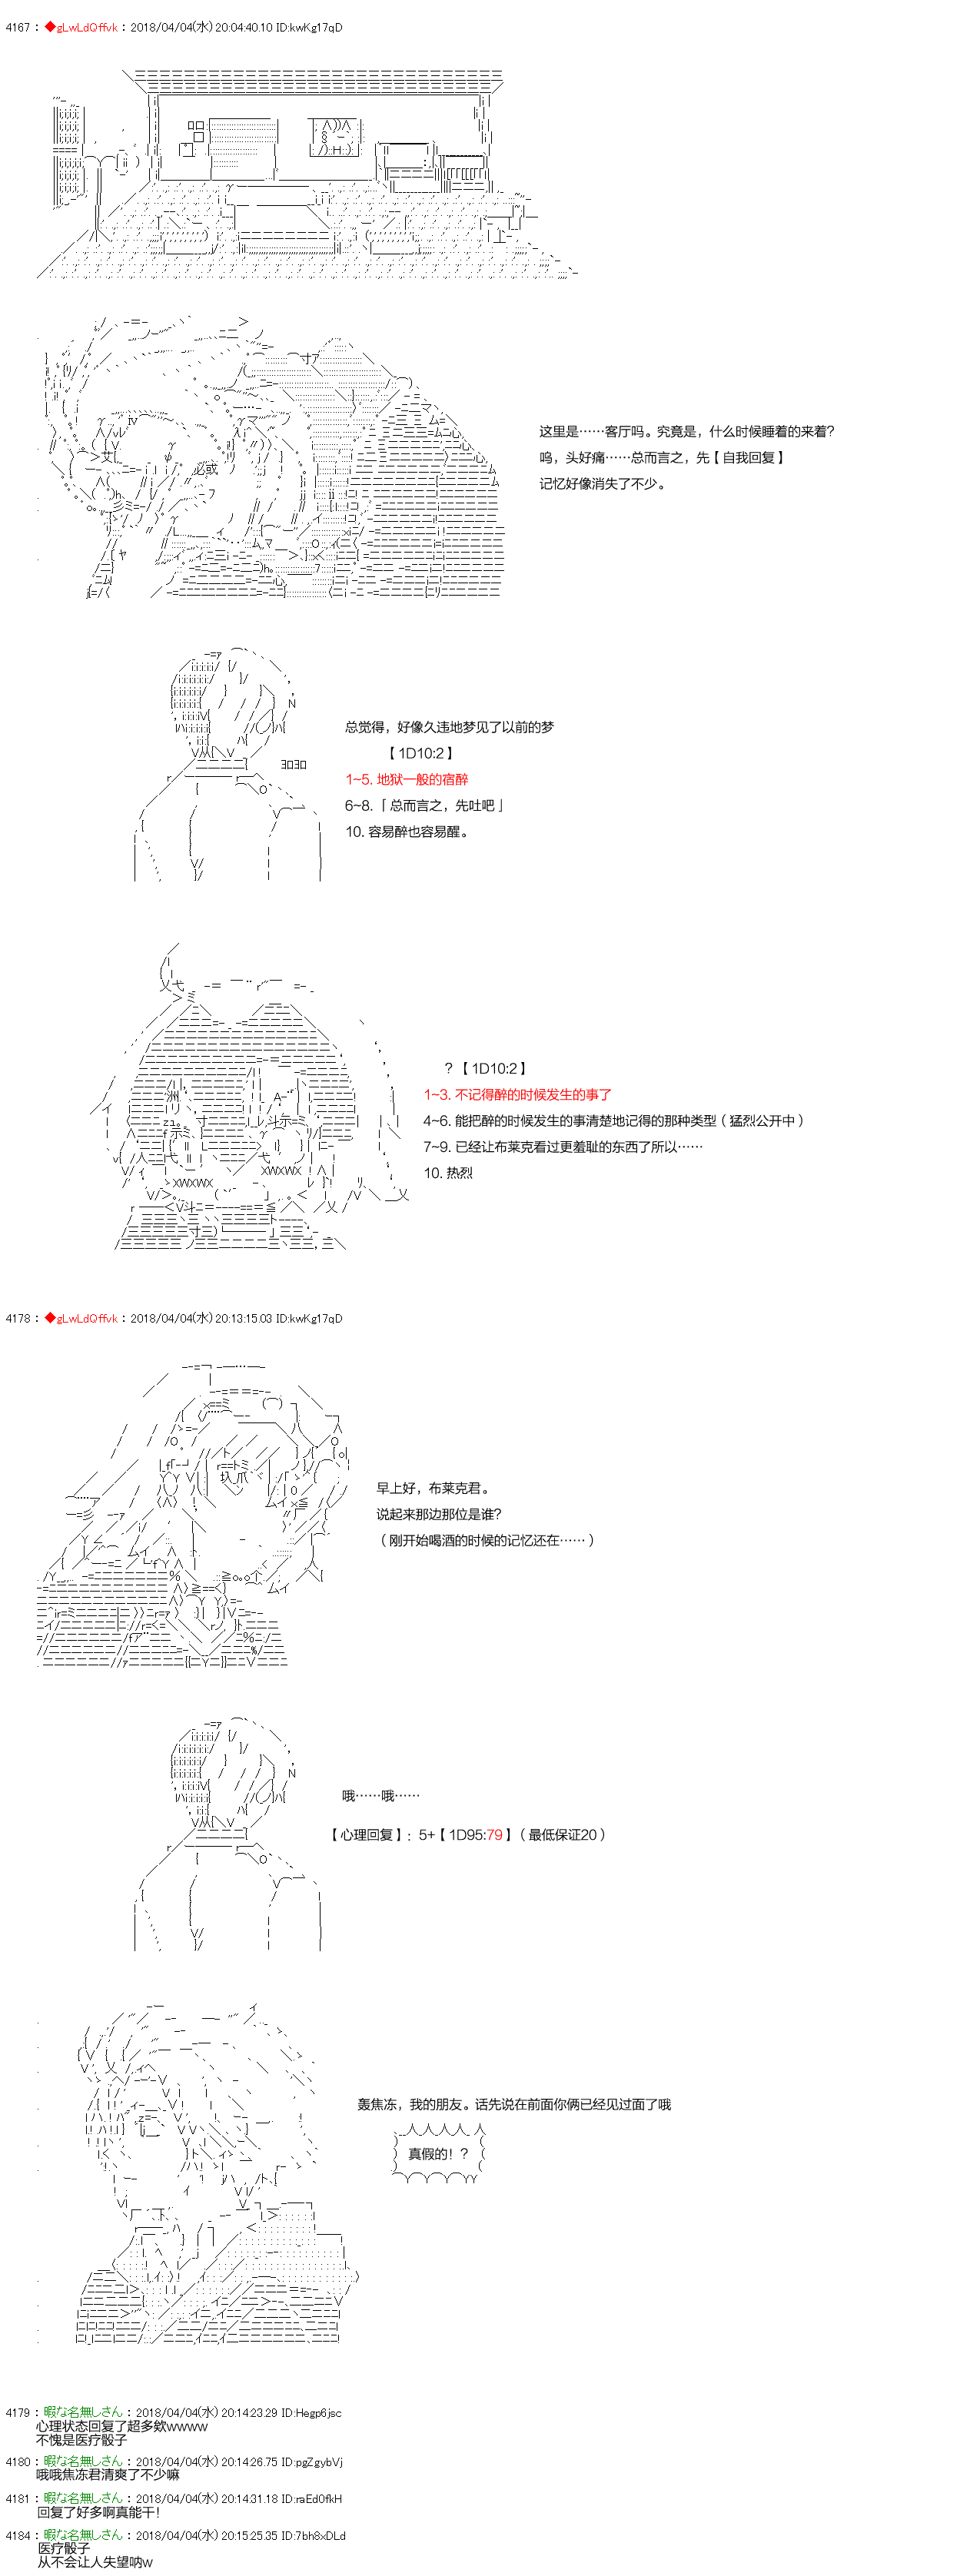 4167 : ◆gLwLdQffvk : 2018/04/04(水) 20:04:40.10 ID:kwKg17qD
这里是……客厅吗。究竟是，什么时候睡着的来着?
呜，头好痛……总而言之，先【自我回复】
记忆好像消失了不少。
总觉得，好像久违地梦见了以前的梦
【1D10:2】
1~5. 地狱一般的宿醉
6~8.「总而言之，先吐吧」
10. 容易醉也容易醒。
ﾖﾛﾖﾛ
? 【1D10:2】
1~3. 不记得醉的时候发生的事了
4~6. 能把醉的时候发生的事清楚地记得的那种类型（猛烈公开中）
7~9. 已经让布莱克看过更羞耻的东西了所以……
10. 热烈
4178 : ◆gLwLdQffvk : 2018/04/04(水) 20:13:15.03 ID:kwKg17qD
早上好，布莱克君。
说起来那边那位是谁?
（刚开始喝酒的时候的记忆还在……）
哦……哦……
【心理回复】: 5+【1D95:79】（最低保证20）
轰焦冻，我的朋友。话先说在前面你俩已经见过面了哦
真假的!?
4179 : 暇な名無しさん : 2018/04/04(水) 20:14:23.29 ID:Hegp6jsc
心理状态回复了超多欸wwww
不愧是医疗骰子
4180 : 暇な名無しさん : 2018/04/04(水) 20:14:26.75 ID:pgZgybVj
哦哦焦冻君清爽了不少嘛
4181 : 暇な名無しさん : 2018/04/04(水) 20:14:31.18 ID:raEd0fkH
回复了好多啊真能干!
4184 : 暇な名無しさん : 2018/04/04(水) 20:15:25.35 ID:7bh8xDLd
医疗骰子
从不会让人失望呐w